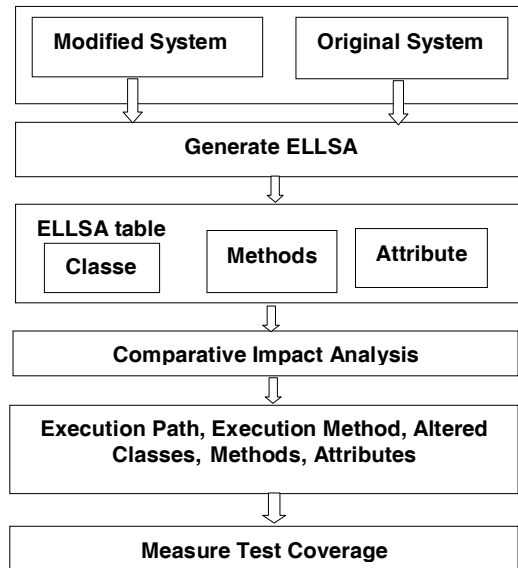 Modified System
Original System
Generate ELLSA
ELLSA table
Classe
Methods
Attribute
Comparative Impact Analysis
Execution Path, Execution Method, Altered
Classes, Methods, Attributes
Measure Test Coverage